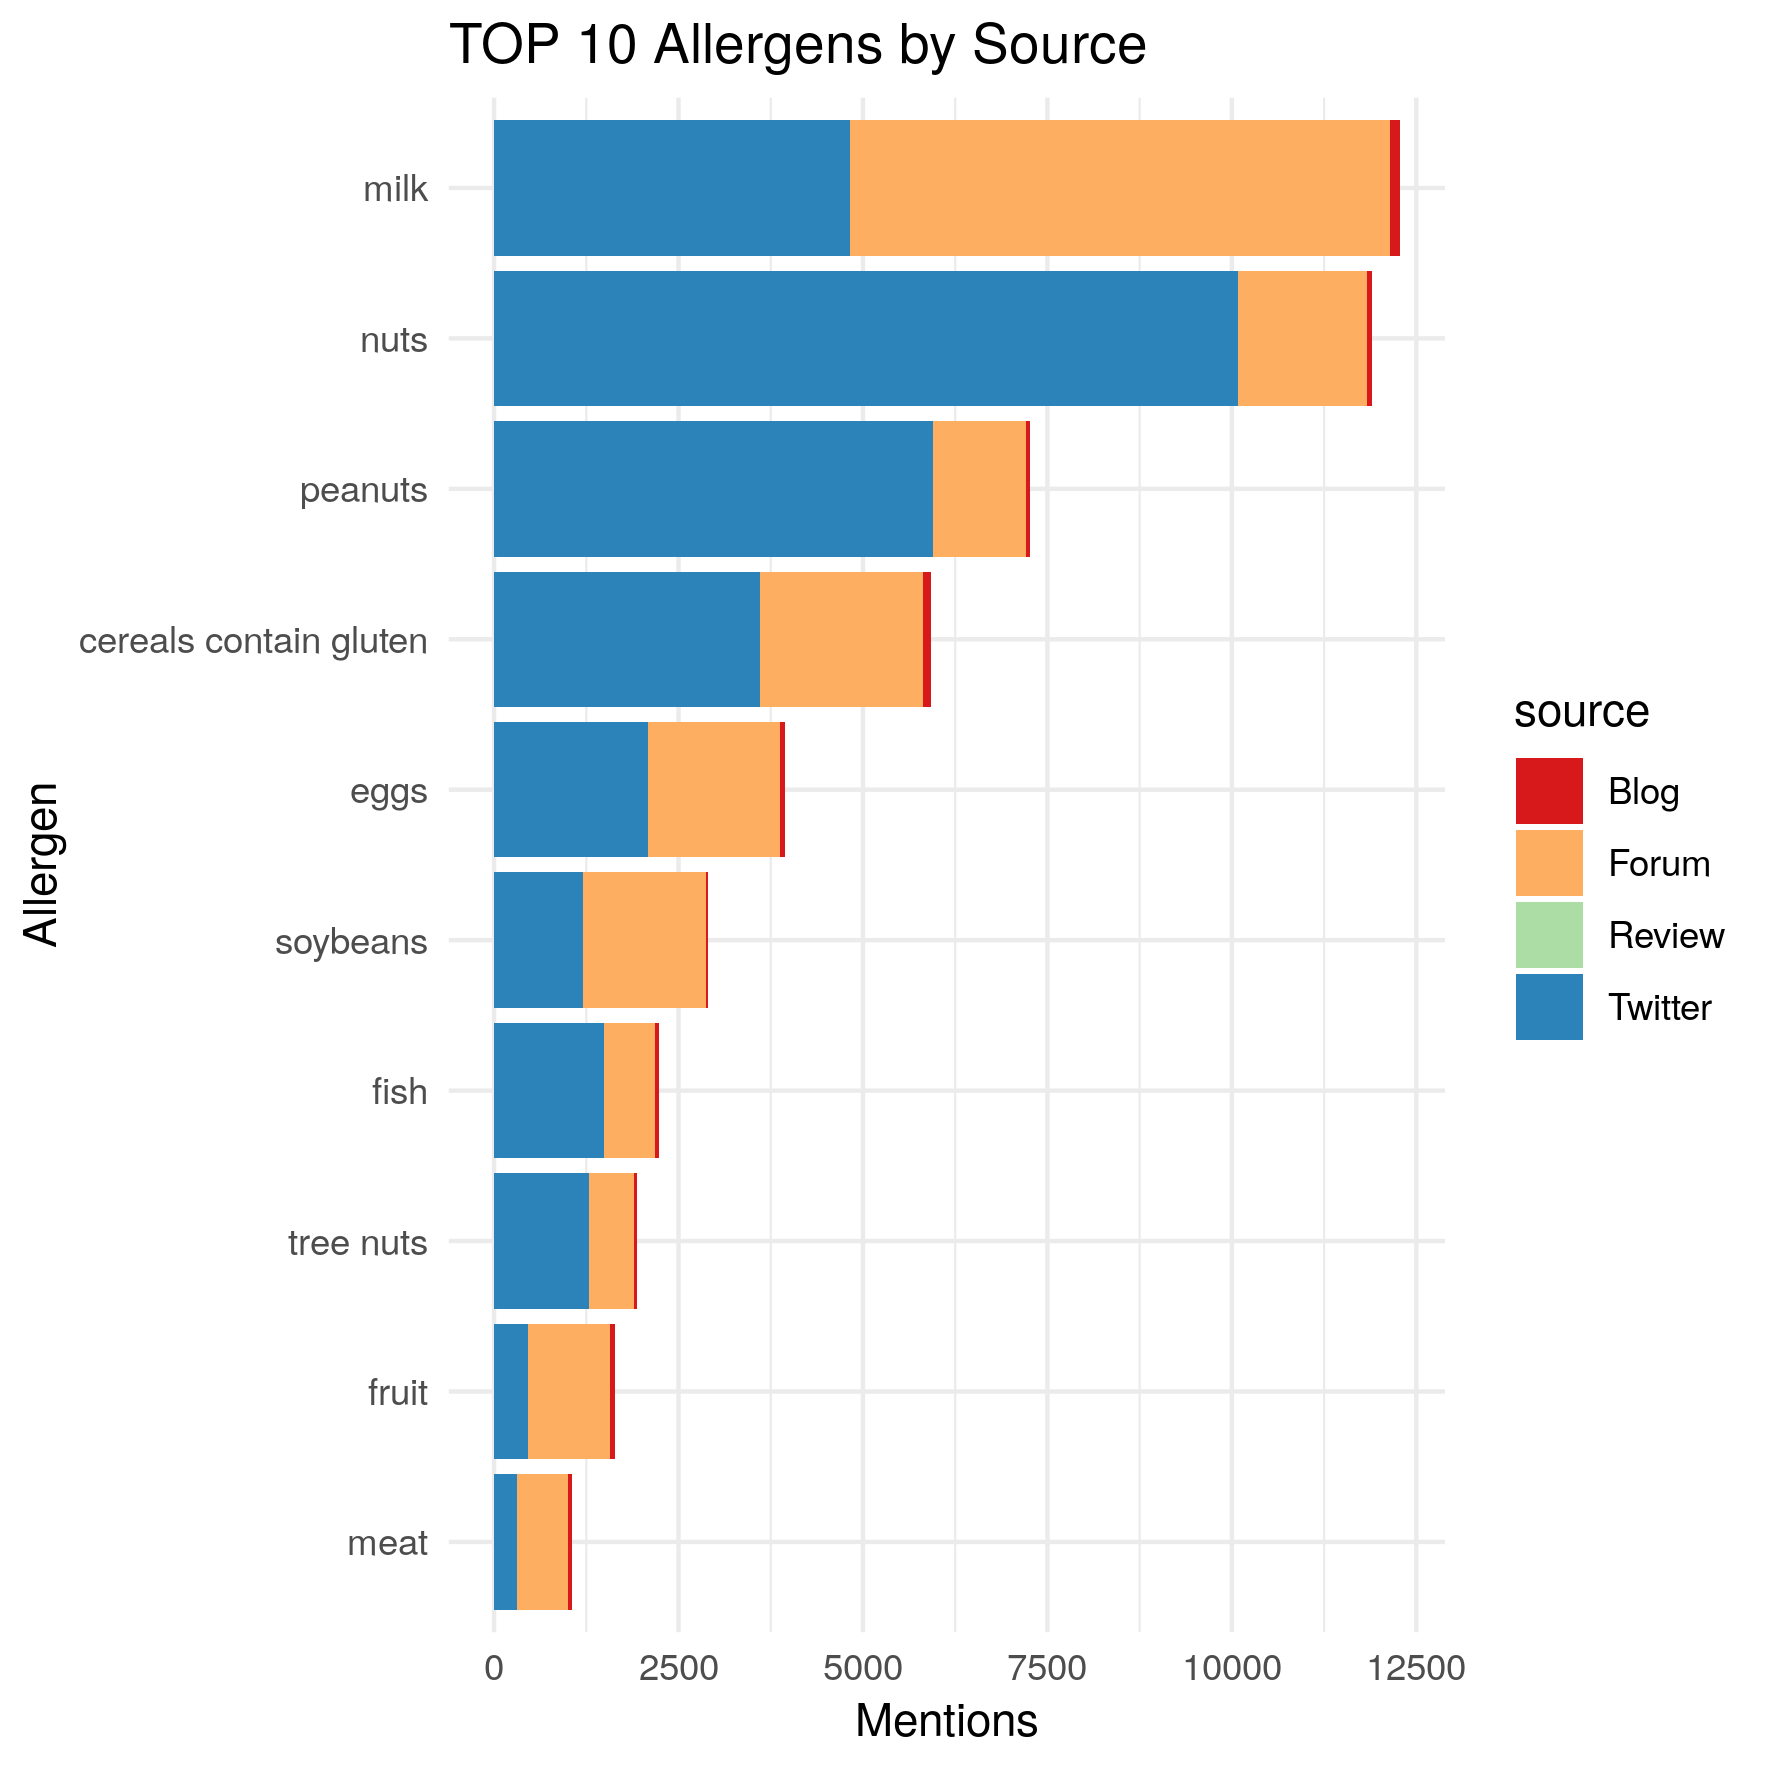 TOP 10 Allergens by Source
milk
nuts
peanuts
cereals contain gluten
eggs
soybeans
fish
tree nuts
fruit
meat
Allergen
0 2500 5000 7500 10000 12500
Mentions
source
Blog
Forum
Review
Twitter